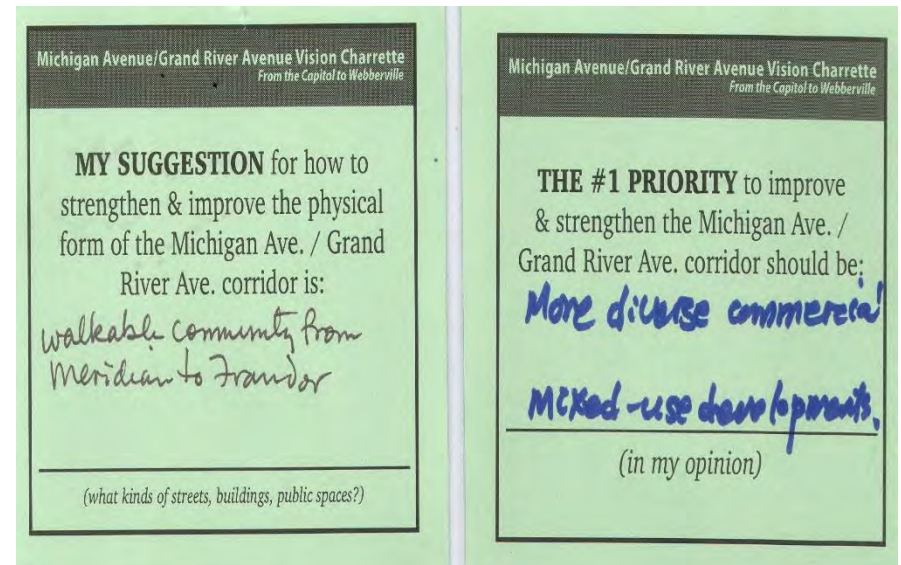 Michigan Avenue/Grand River Avenue Vision Charrette
From the Capitol to Webberville
MY SUGGESTION for how to
strengthen & improve the physical
form of the Michigan Ave. / Grand
River Ave. corridor is:
walkable community from
Meridian to Frandor
(what kinds of streets, buildings, public spaces?)
Michigan Avenue/Grand River Avenue Vision Charrette
From the Capitol to Webberville
THE #1 PRIORITY to improve
& strengthen the Michigan Ave. /
Grand River Ave. corridor should be:
More diverse commercial
Mixed-use developments.
(in my opinion)